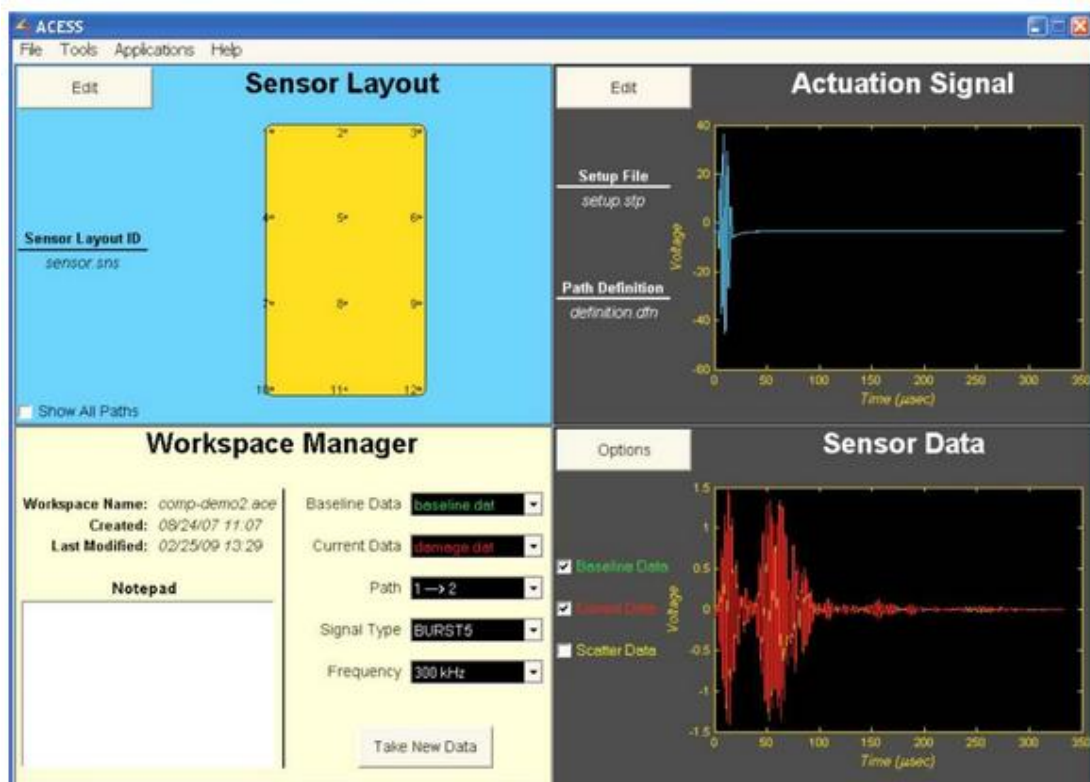 ACESS
File Tools Applications Help
Edit
Sensor Layout
1 2 3
4 5 6
7 8 9
10 11 12
Sensor Layout ID
sensor.sns
Show All Paths
Edit
Actuation Signal
Setup File
setup.stp
Path Definition
definition.dfn
Voltage
40
20
0
-20
-40
-60
0 50 100 150 200 250 300 350
Time (μsec)
Workspace Manager
Workspace Name: comp-demo2.ace
Created: 08/24/07 11:07
Last Modified: 02/25/09 13:29
Notepad
Baseline Data baseline.dat
Current Data damage.dat
Path 1 --> 2
Signal Type BURST5
Frequency 300 kHz
Take New Data
Options
Sensor Data
Baseline Data
Current Data
Scatter Data
Voltage
1.5
1
0.5
0
-0.5
-1
-1.5
0 50 100 150 200 250 300 350
Time (μsec)